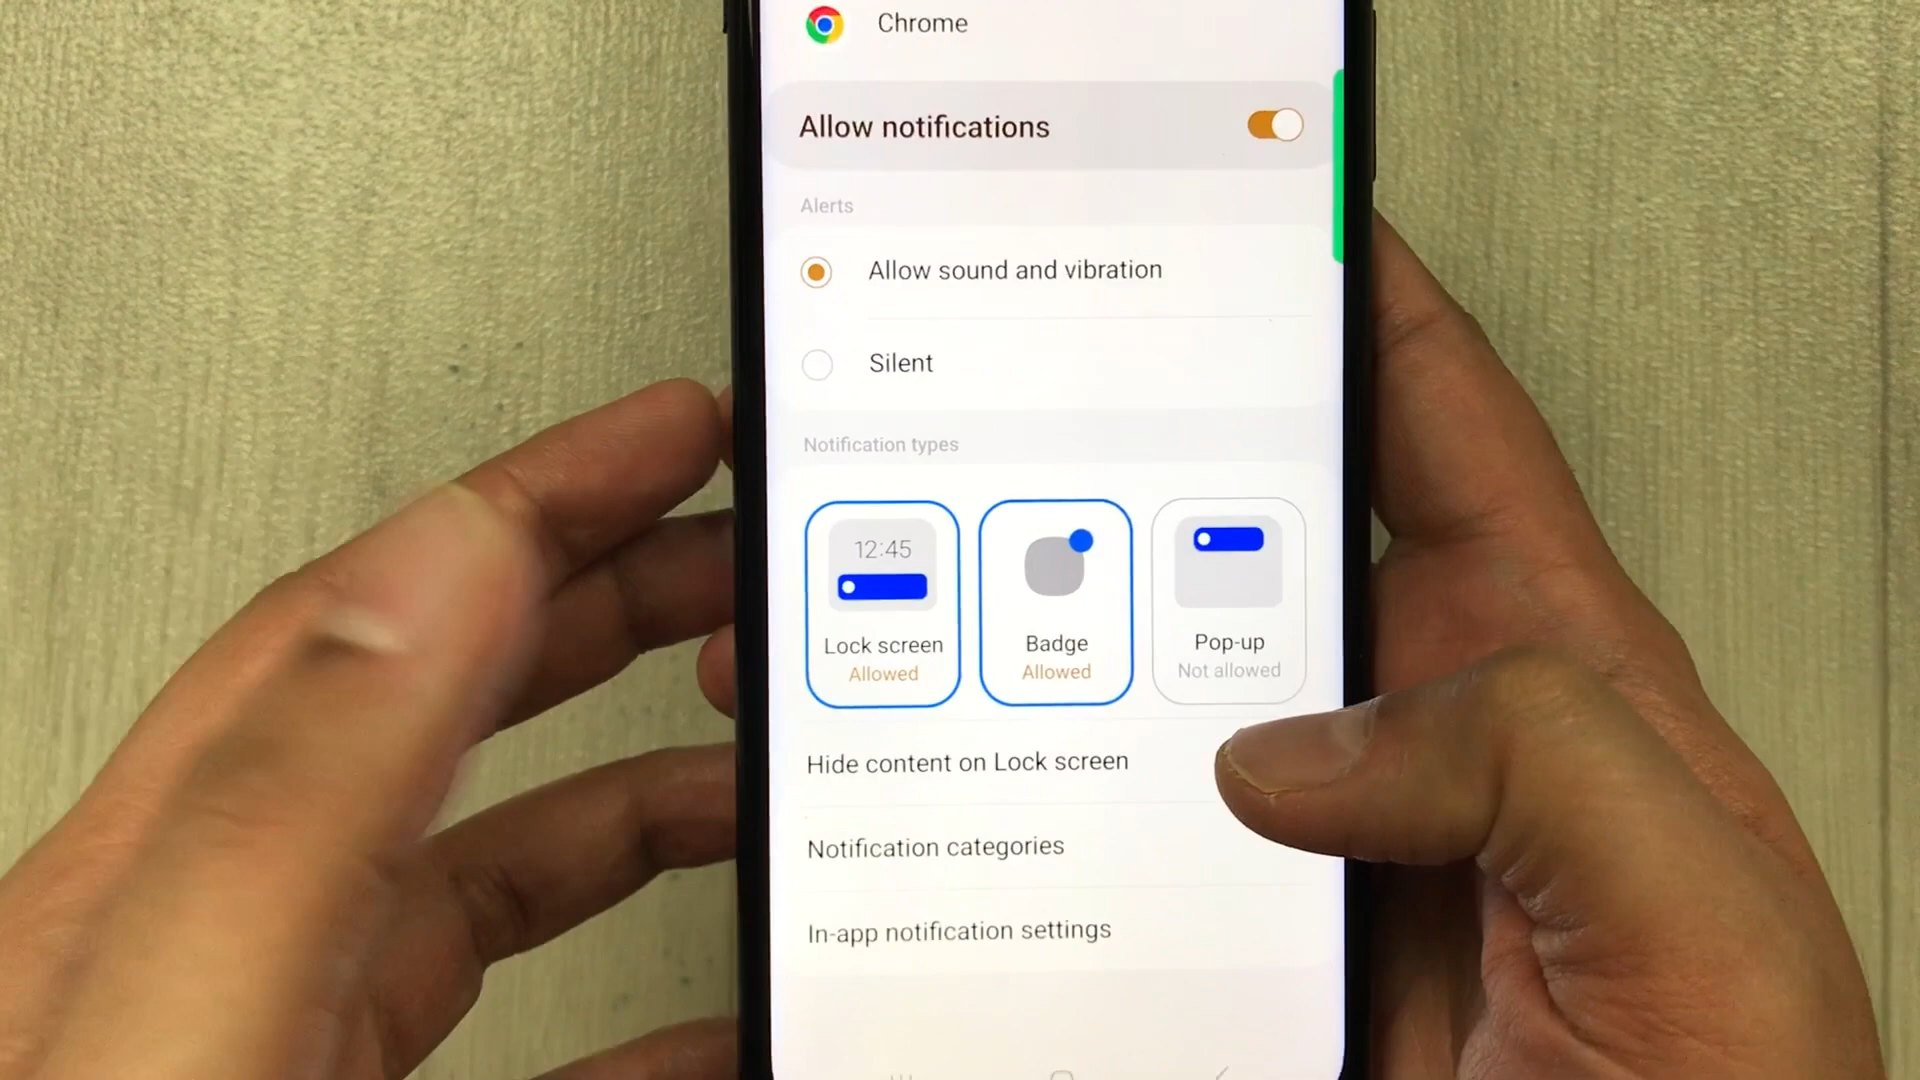 Chrome
Allow notifications
Alerts
Allow sound and vibration
Silent
Notification types
12:45
Lock screen
Allowed
Badge
Allowed
Pop-up
Not allowed
Hide content on Lock screen
Notification categories
In-app notification settings